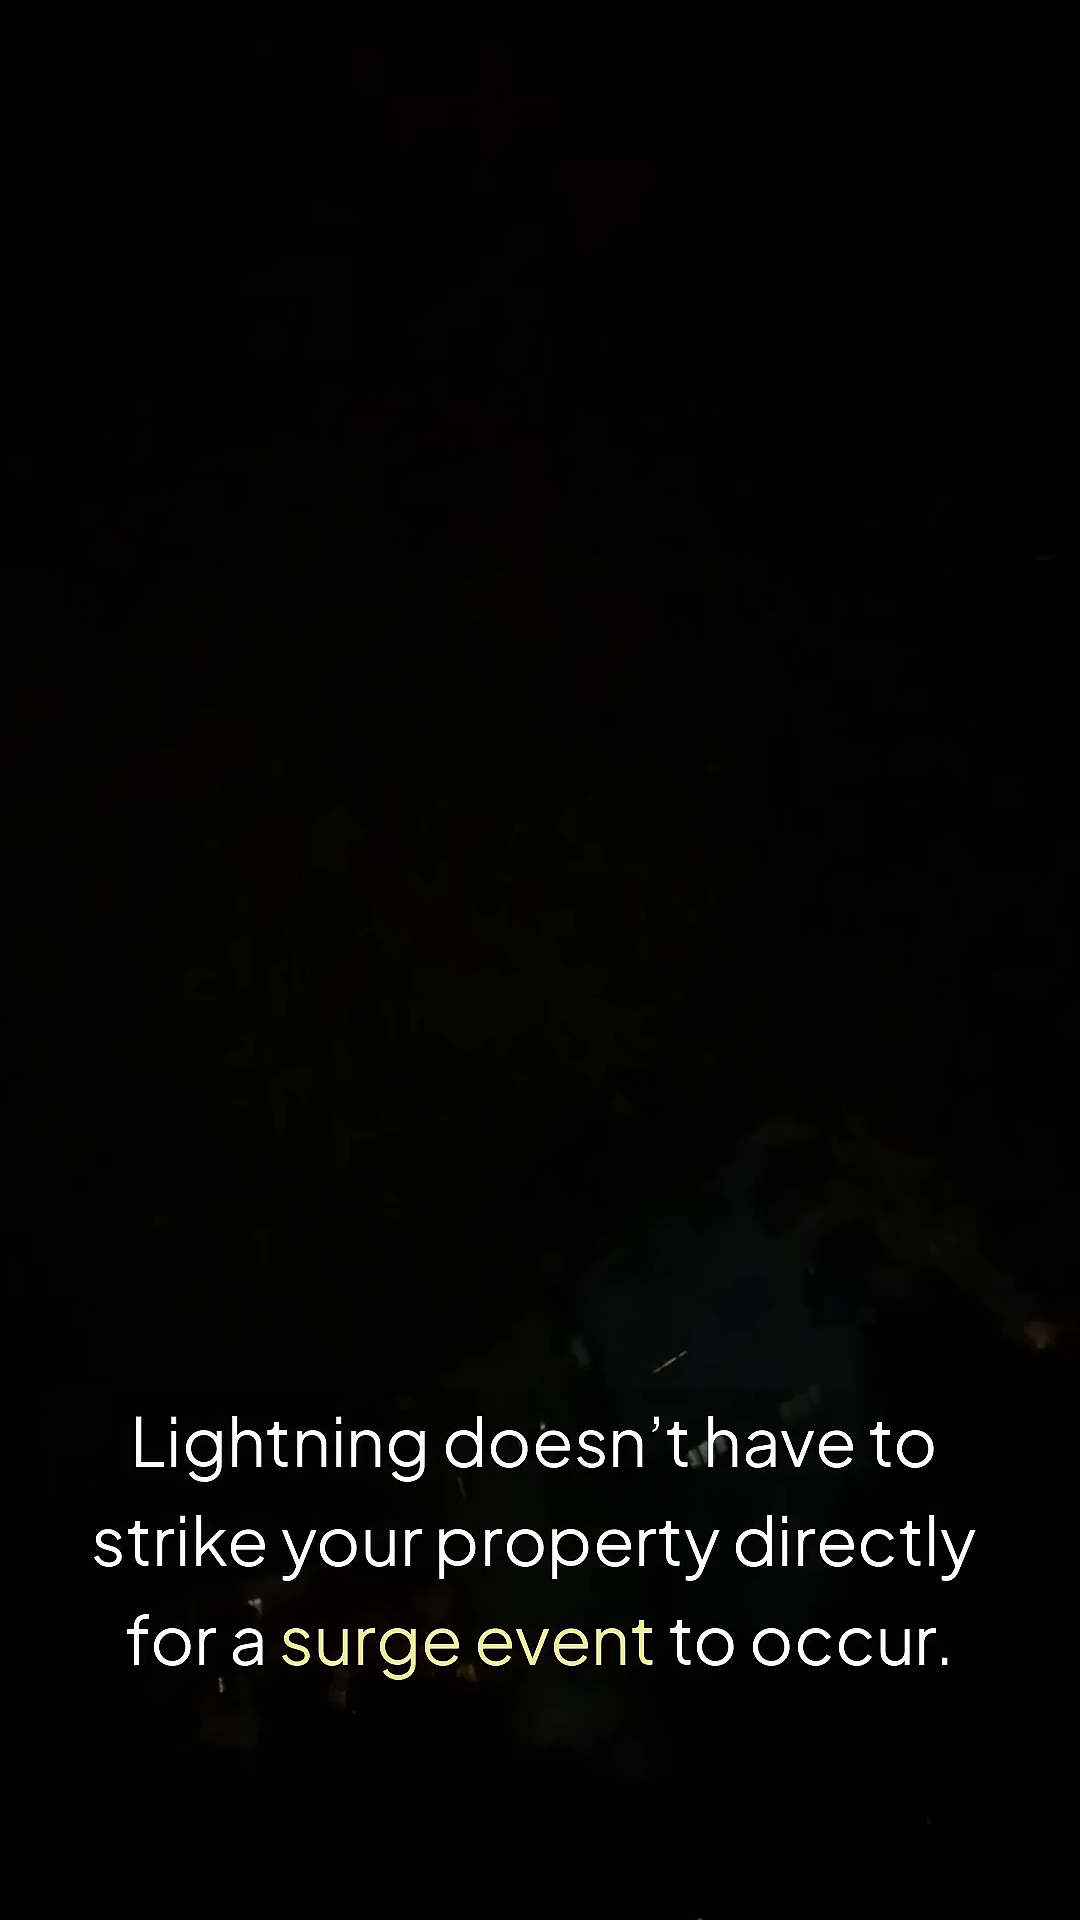 Lightning doesn’t have to
strike your property directly
for a surge event to occur.